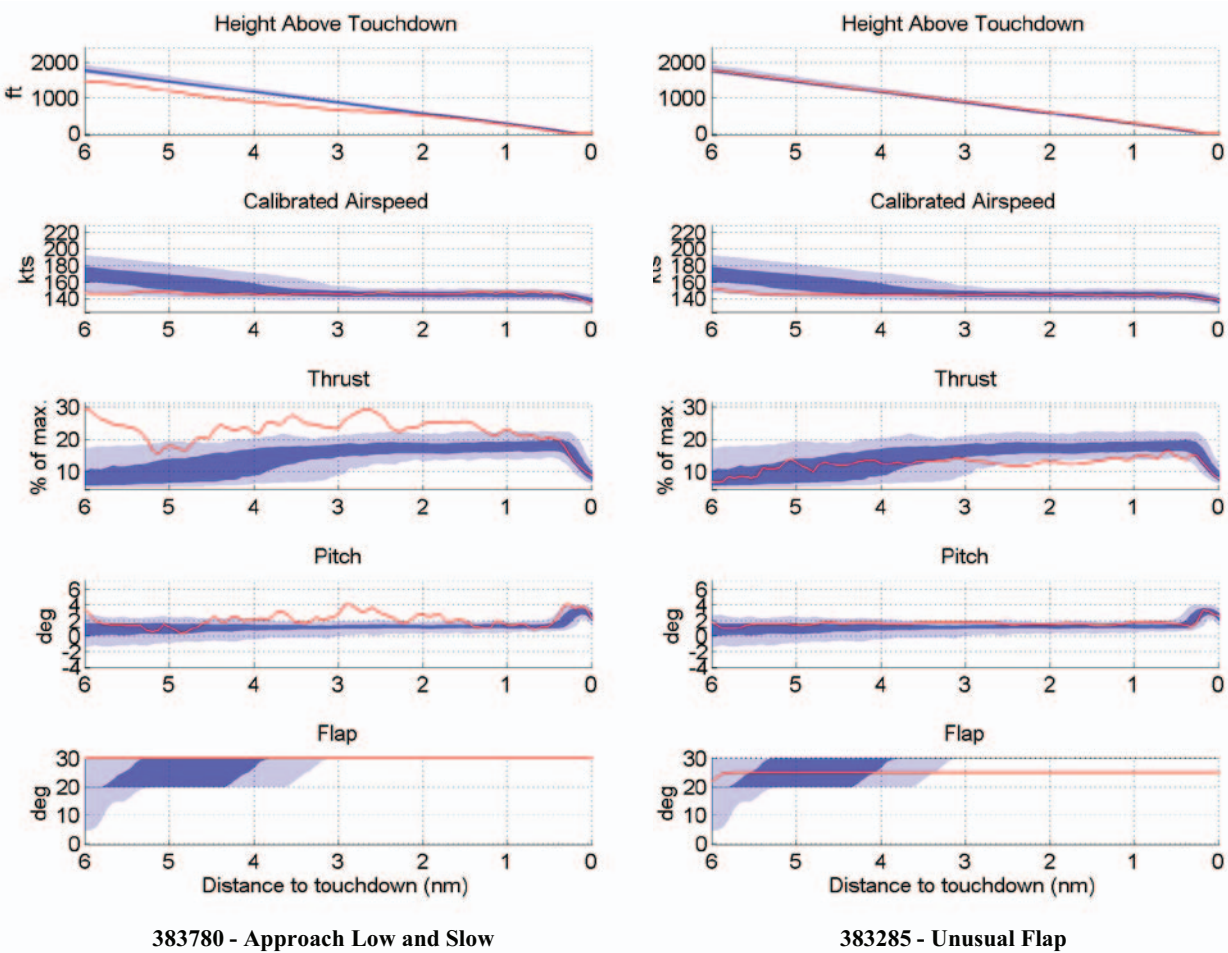 Height Above Touchdown
ft
2000
1000
0
6 5 4 3 2 1 0
Calibrated Airspeed
kts
220
200
180
160
140
6 5 4 3 2 1 0
Thrust
% of max.
30
20
10
6 5 4 3 2 1 0
Pitch
deg
6
4
2
0
-2
-4
6 5 4 3 2 1 0
Flap
deg
30
20
10
0
6 5 4 3 2 1 0
Distance to touchdown (nm)
383780 - Approach Low and Slow
Height Above Touchdown
2000
1000
0
6 5 4 3 2 1 0
Calibrated Airspeed
kts
220
200
180
160
140
6 5 4 3 2 1 0
Thrust
% of max.
30
20
10
6 5 4 3 2 1 0
Pitch
deg
6
4
2
0
-2
-4
6 5 4 3 2 1 0
Flap
deg
30
20
10
0
6 5 4 3 2 1 0
Distance to touchdown (nm)
383285 - Unusual Flap